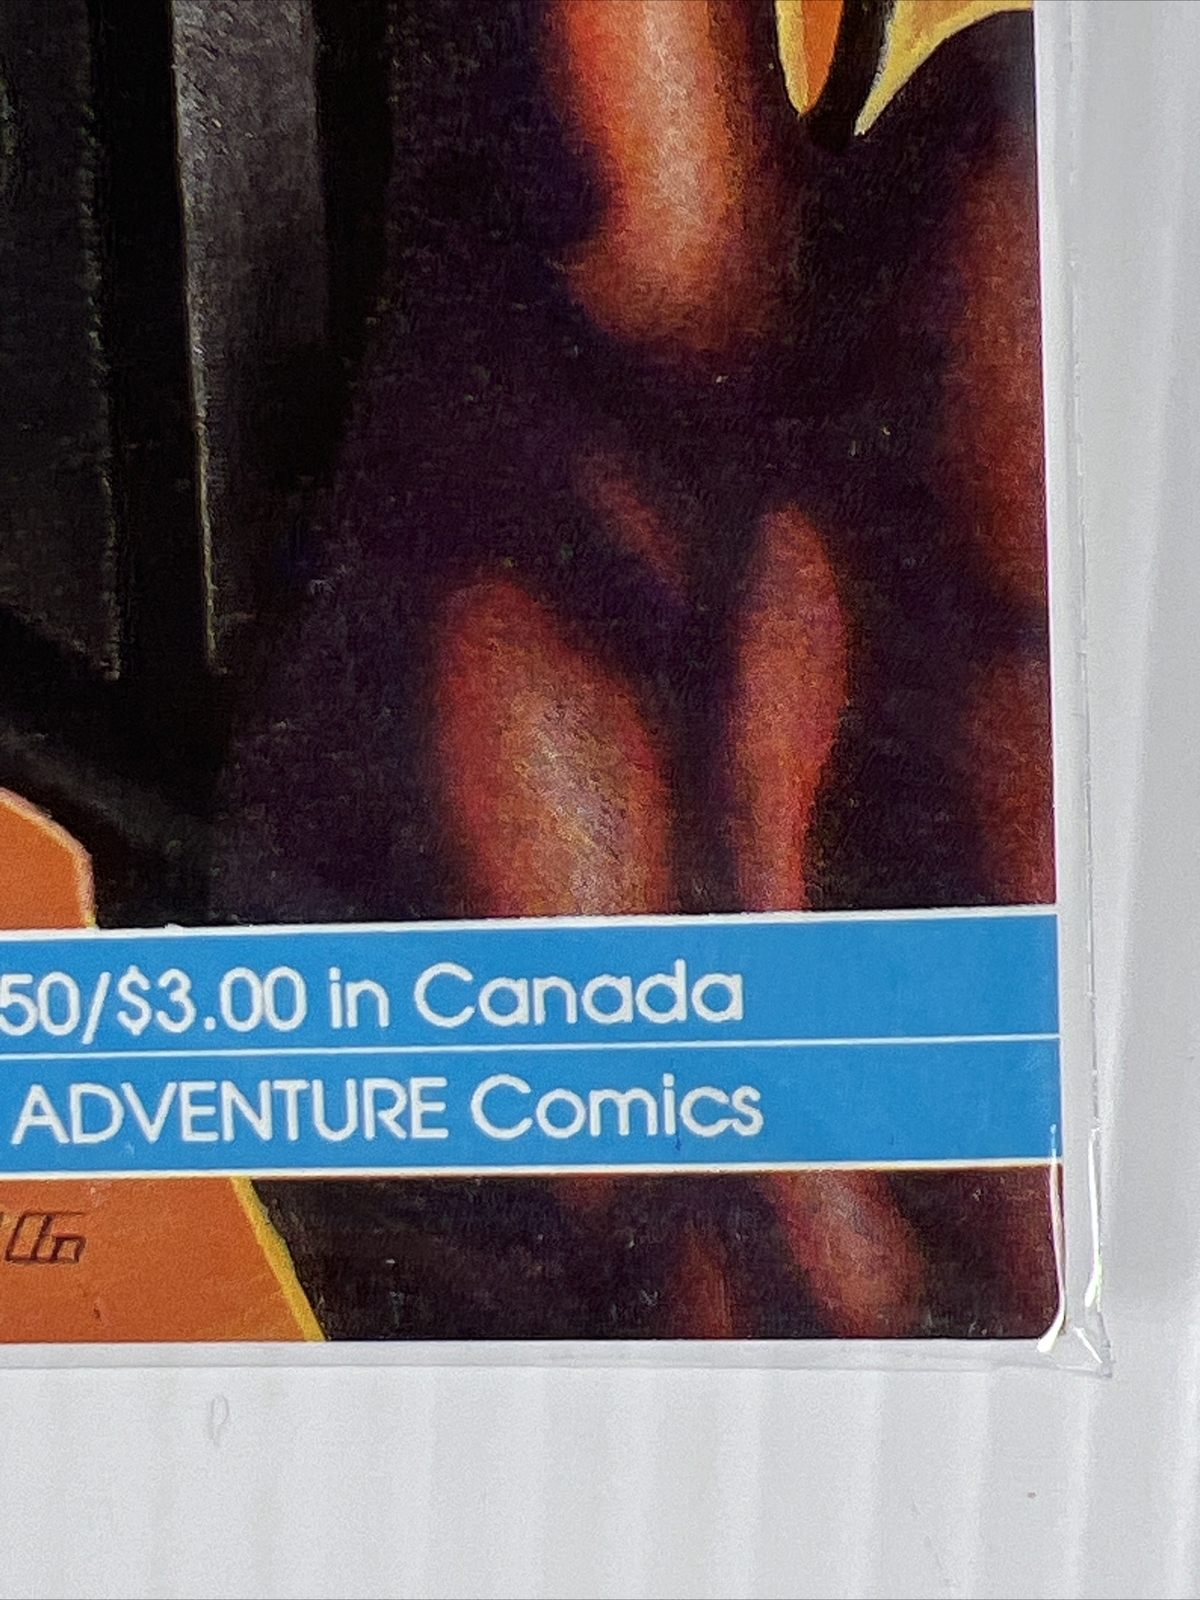 50/$3.00 in Canada
ADVENTURE Comics